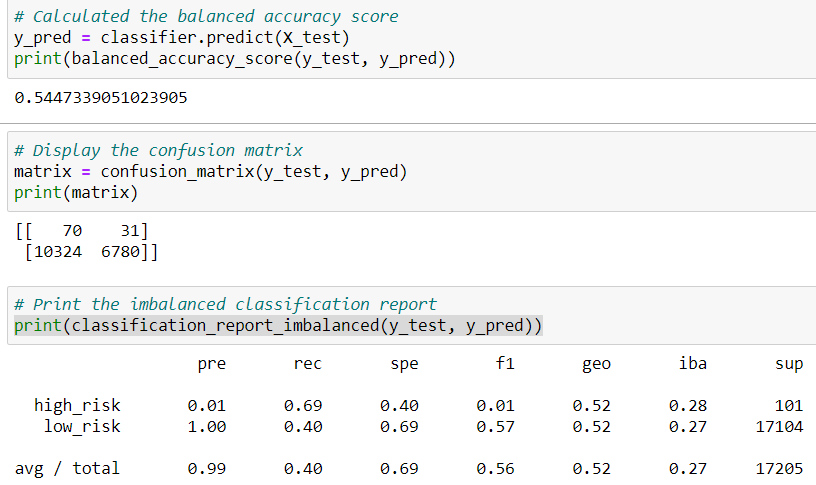 # Calculated the balanced accuracy score
y_pred = classifier.predict(X_test)
print(balanced_accuracy_score(y_test, y_pred))
0.5447339051023905
# Display the confusion matrix
matrix = confusion_matrix(y_test, y_pred)
print(matrix)
[[   70    31]
 [10324  6780]]
# Print the imbalanced classification report
print(classification_report_imbalanced(y_test, y_pred))
                   pre       rec       spe        f1       geo       iba       sup
  high_risk       0.01      0.69      0.40      0.01      0.52      0.28       101
   low_risk       1.00      0.40      0.69      0.57      0.52      0.27     17104
avg / total       0.99      0.40      0.69      0.56      0.52      0.27     17205